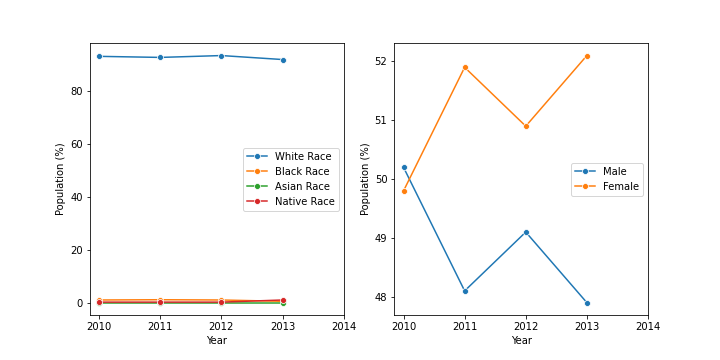 80
60
40
20
0
Population (%)
2010 2011 2012 2013 2014
Year
White Race
Black Race
Asian Race
Native Race
52
51
50
49
48
Population (%)
2010 2011 2012 2013 2014
Year
Male
Female